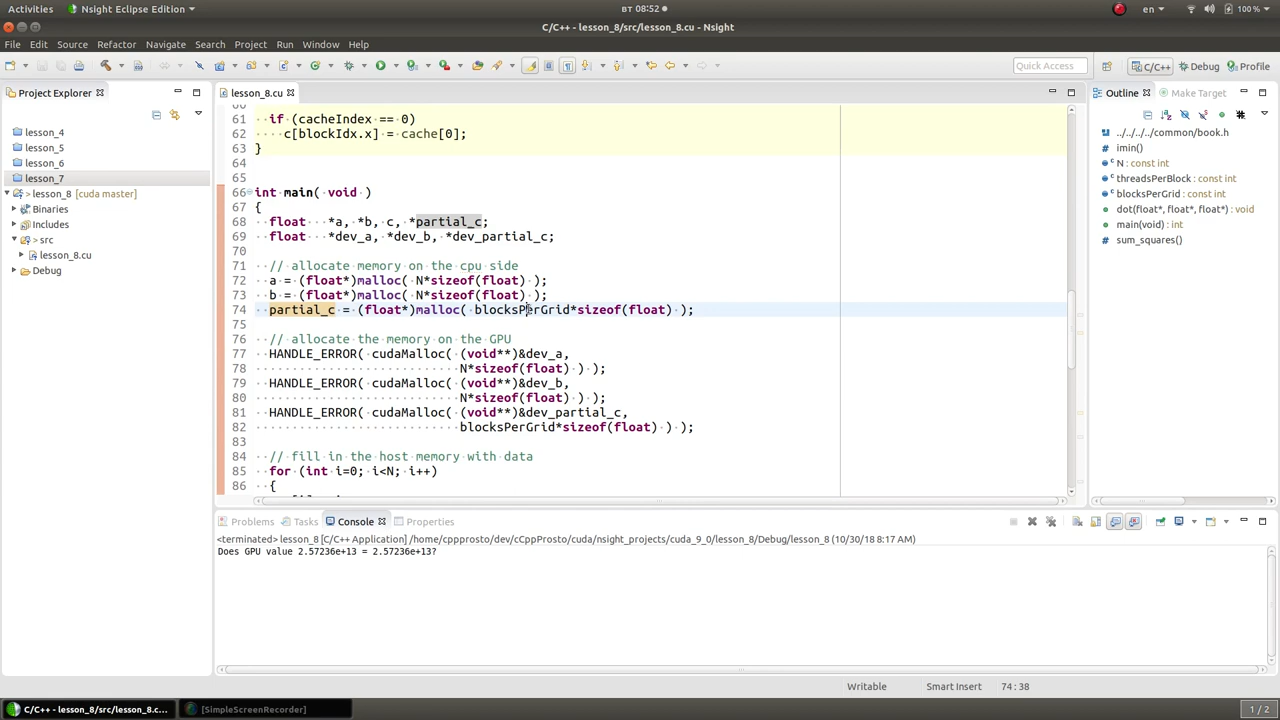 Activities
Nsight Eclipse Edition
вт 08:52
en
100 %
C/C++ - lesson_8/src/lesson_8.cu - Nsight
File Edit Source Refactor Navigate Search Project Run Window Help
Quick Access
C/C++
Debug
Profile
Project Explorer
lesson_4
lesson_5
lesson_6
lesson_7
> lesson_8 [cuda master]
Binaries
Includes
> src
> lesson_8.cu
Debug
lesson_8.cu
61 if (cacheIndex == 0)
62 c[blockIdx.x] = cache[0];
63 }
64
65
66 int main( void )
67 {
68 float *a, *b, c, *partial_c;
69 float *dev_a, *dev_b, *dev_partial_c;
70
71 // allocate memory on the cpu side
72 a = (float*)malloc( N*sizeof(float) );
73 b = (float*)malloc( N*sizeof(float) );
74 partial_c = (float*)malloc( blocksPerGrid*sizeof(float) );
75
76 // allocate the memory on the GPU
77 HANDLE_ERROR( cudaMalloc( (void**)&dev_a,
78 N*sizeof(float) ) );
79 HANDLE_ERROR( cudaMalloc( (void**)&dev_b,
80 N*sizeof(float) ) );
81 HANDLE_ERROR( cudaMalloc( (void**)&dev_partial_c,
82 blocksPerGrid*sizeof(float) ) );
83
84 // fill in the host memory with data
85 for (int i=0; i<N; i++)
86 {
Outline
Make Target
../../../../common/book.h
imin()
N : const int
threadsPerBlock : const int
blocksPerGrid : const int
dot(float*, float*, float*) : void
main(void) : int
sum_squares()
Problems
Tasks
Console
Properties
<terminated> lesson_8 [C/C++ Application] /home/cppprosto/dev/cCppProsto/cuda/nsight_projects/cuda_9_0/lesson_8/Debug/lesson_8 (10/30/18 8:17 AM)
Does GPU value 2.57236e+13 = 2.57236e+13?
Writable
Smart Insert
74 : 38
C/C++ - lesson_8/src/lesson_8.c...
[SimpleScreenRecorder]
1 / 2